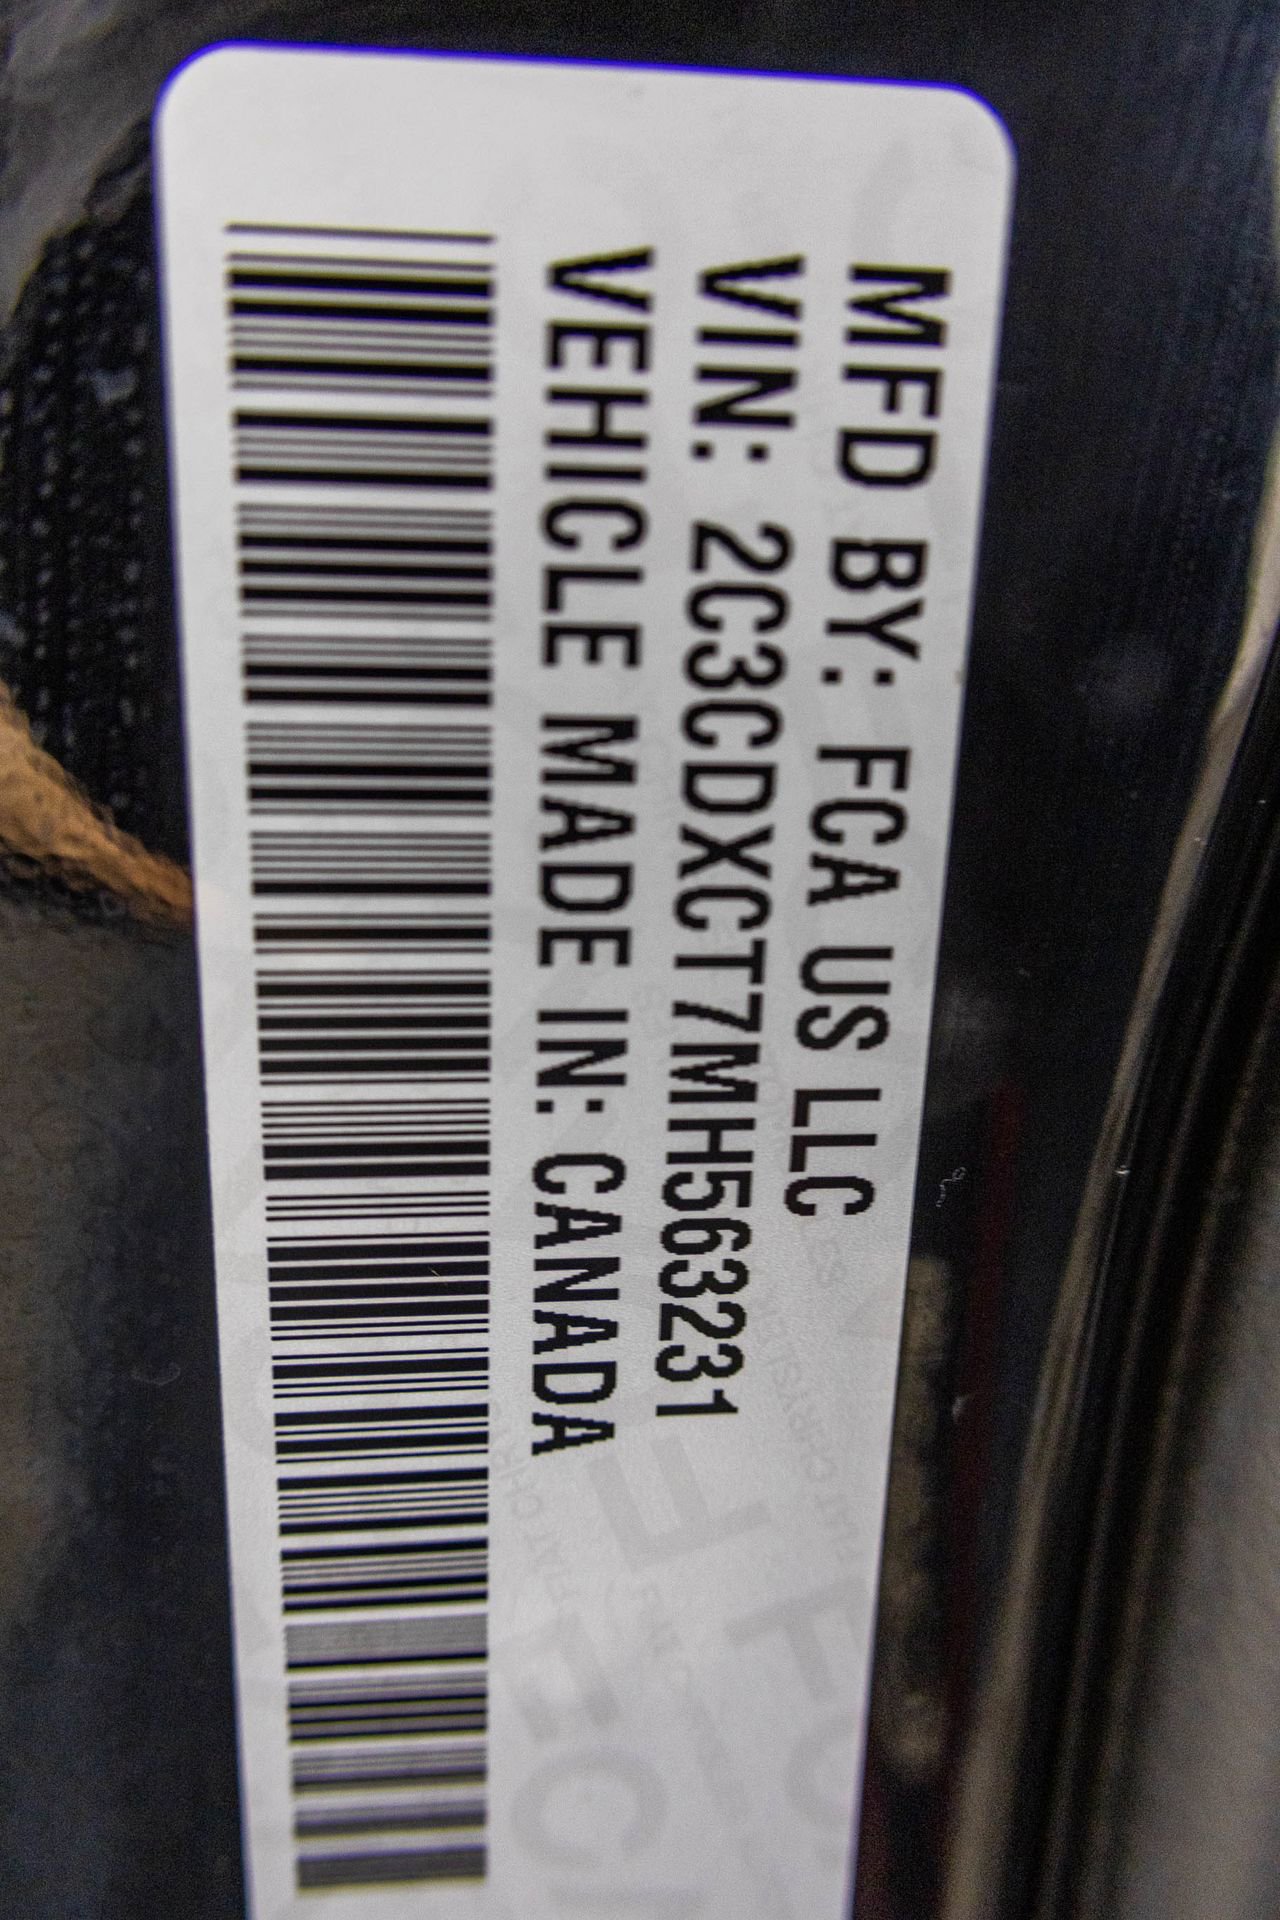 MFD BY: FCA US LLC
VIN: 2C3CDXCT7MH563231
VEHICLE MADE IN: CANADA